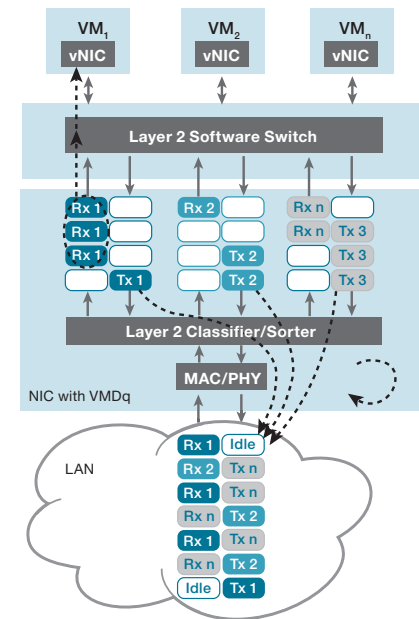 VM1 VM2 VMn
vNIC vNIC vNIC
Layer 2 Software Switch
Rx 1 Rx 2 Rx n
Rx 1 Rx n Tx 3
Rx 1 Tx 2 Tx 3
Tx 1 Tx 2 Tx 3
Layer 2 Classifier/Sorter
MAC/PHY
NIC with VMDq
LAN
Rx 1 Idle
Rx 2 Tx n
Rx 1 Tx n
Rx n Tx 2
Rx 1 Tx n
Rx n Tx 2
Idle Tx 1